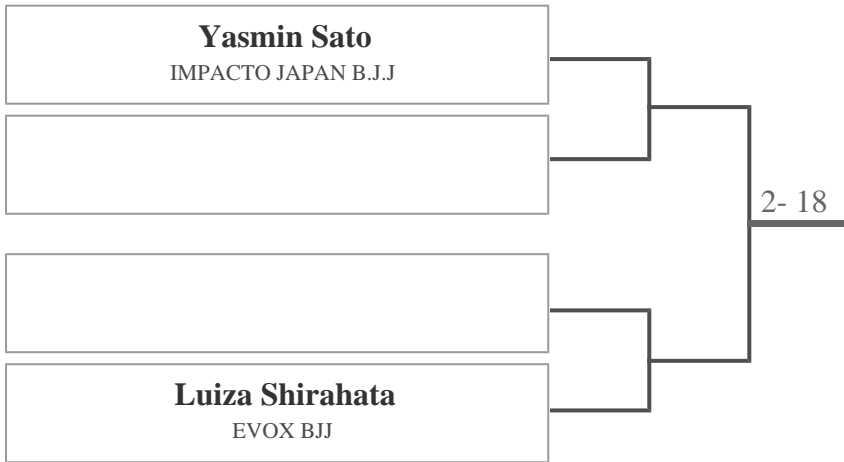 Yasmin Sato
IMPACTO JAPAN B.J.J
2- 18
Luiza Shirahata
EVOX BJJ